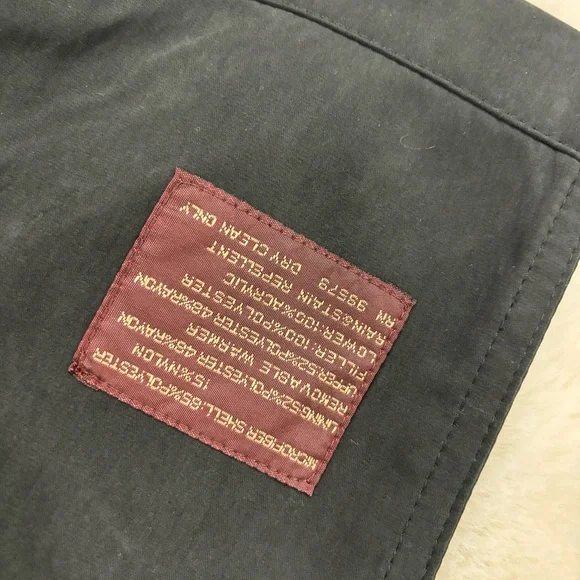 MICROFIBER SHELL: 85%POLYESTER
15%NYLON
LINING:52%POLYESTER 48%RAYON
REMOVABLE WARMER
UPPER:52%POLYESTER 48%RAYON
FILLER:100%POLYESTER
LOWER:100%ACRYLIC
RAIN&STAIN REPELLENT
RN 99579 DRY CLEAN ONLY